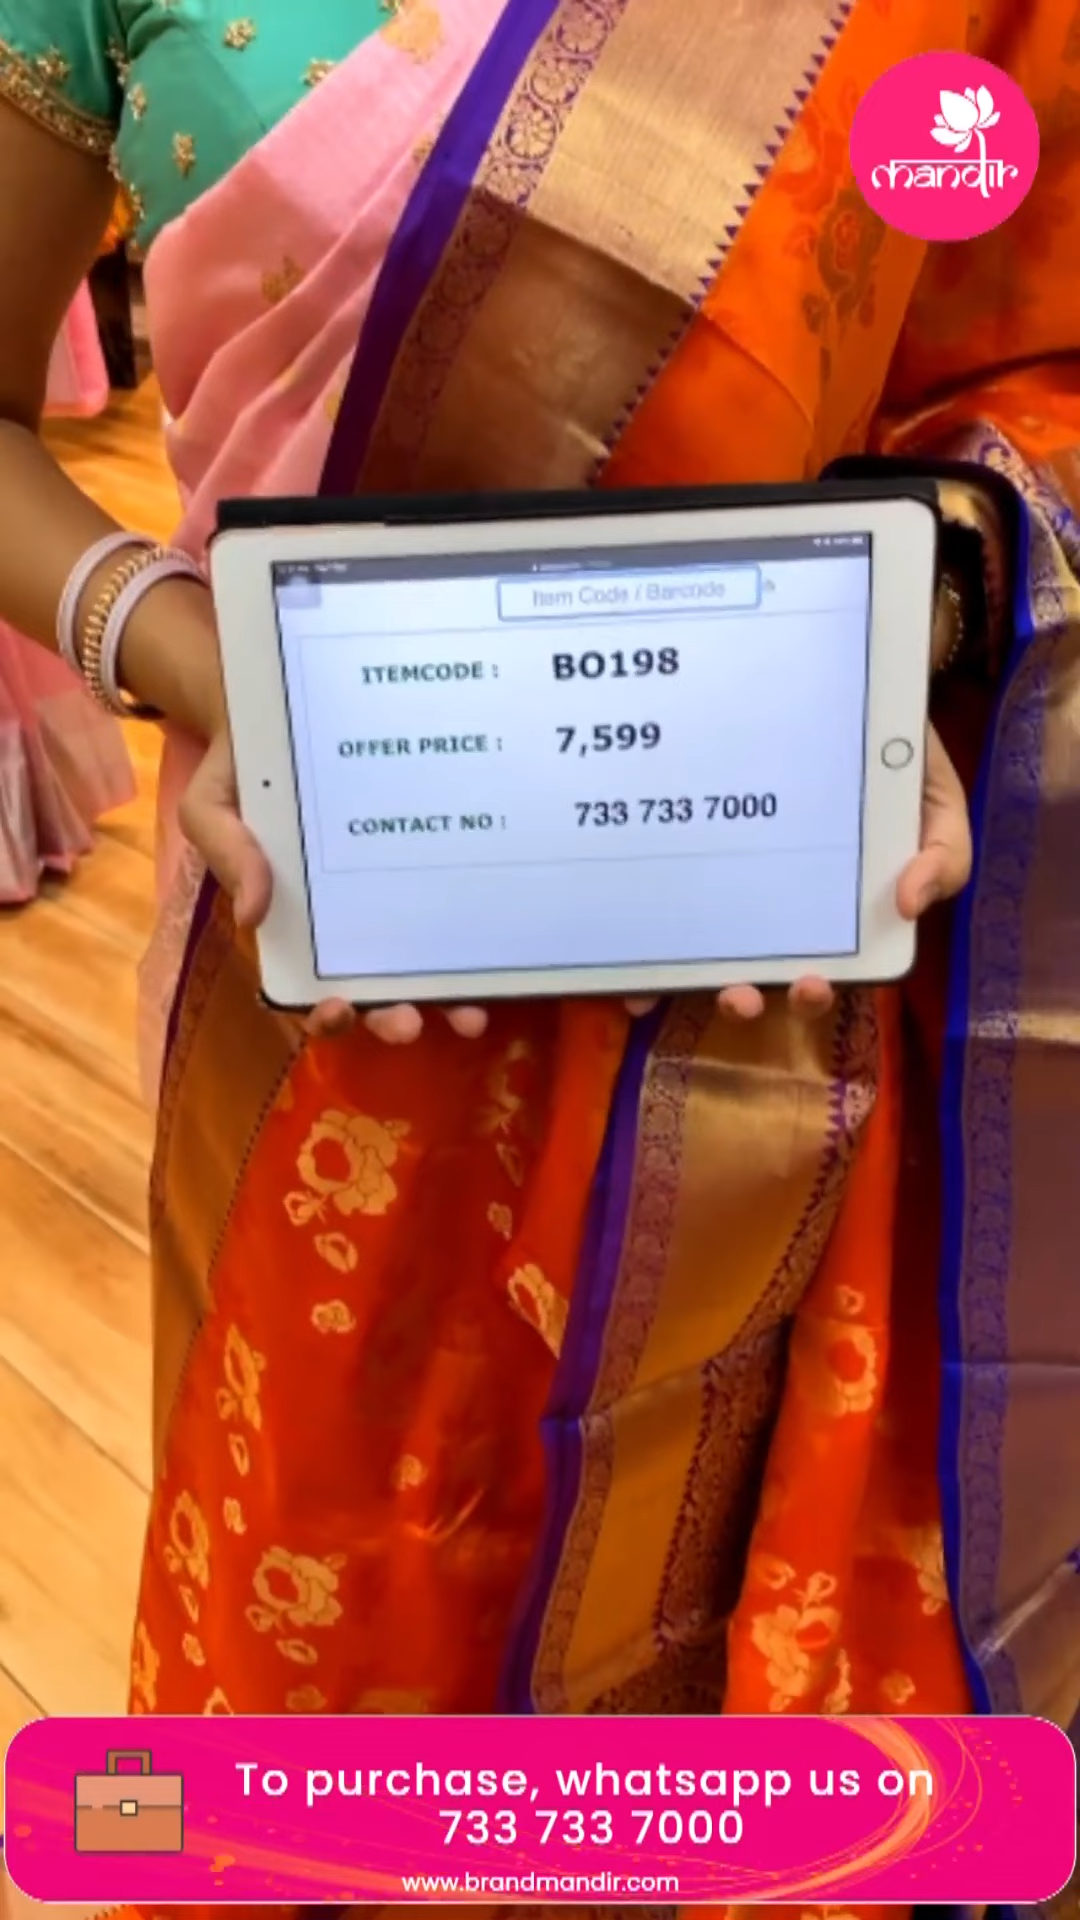 mandir
Item Code / Barcode
ITEMCODE : BO198
OFFER PRICE : 7,599
CONTACT NO : 733 733 7000
To purchase, whatsapp us on
733 733 7000
www.brandmandir.com